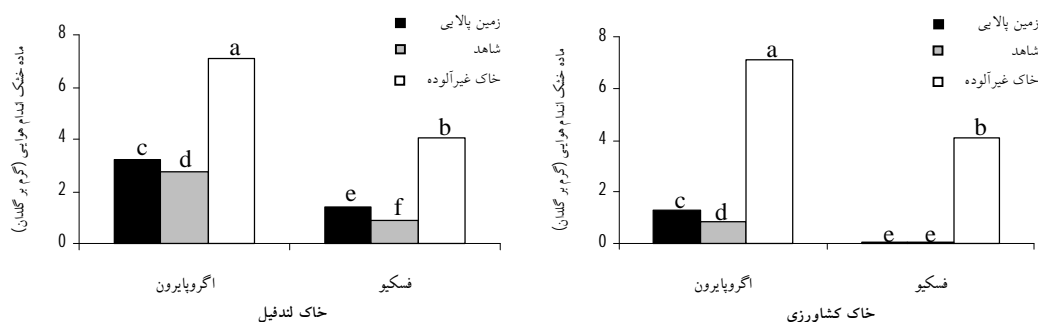 زمین پالایی
شاهد
خاک غیرآلوده
ماده خشک اندام هوایی (گرم بر گلدان)
8
6
4
2
0
c d a
e f b
اگروپایرون فسکیو
خاک لندفیل
زمین پالایی
شاهد
خاک غیرآلوده
ماده خشک اندام هوایی (گرم بر گلدان)
8
6
4
2
0
c d a
e e b
اگروپایرون فسکیو
خاک کشاورزی